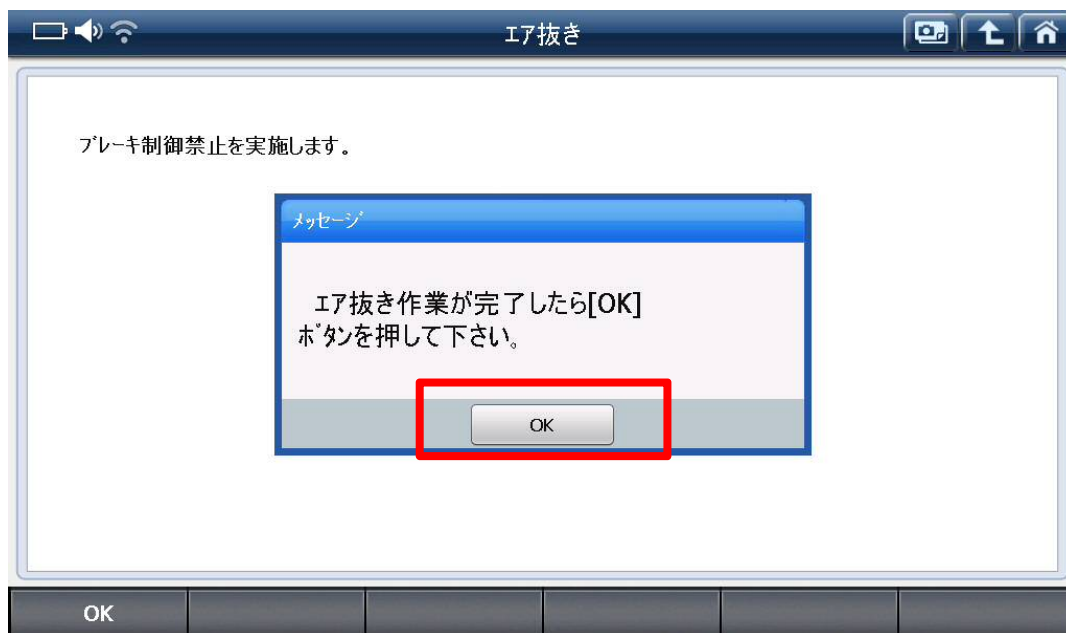 エア抜き
ブレーキ制御禁止を実施します。
メッセージ
エア抜き作業が完了したら[OK]
ボタンを押して下さい。
OK
OK